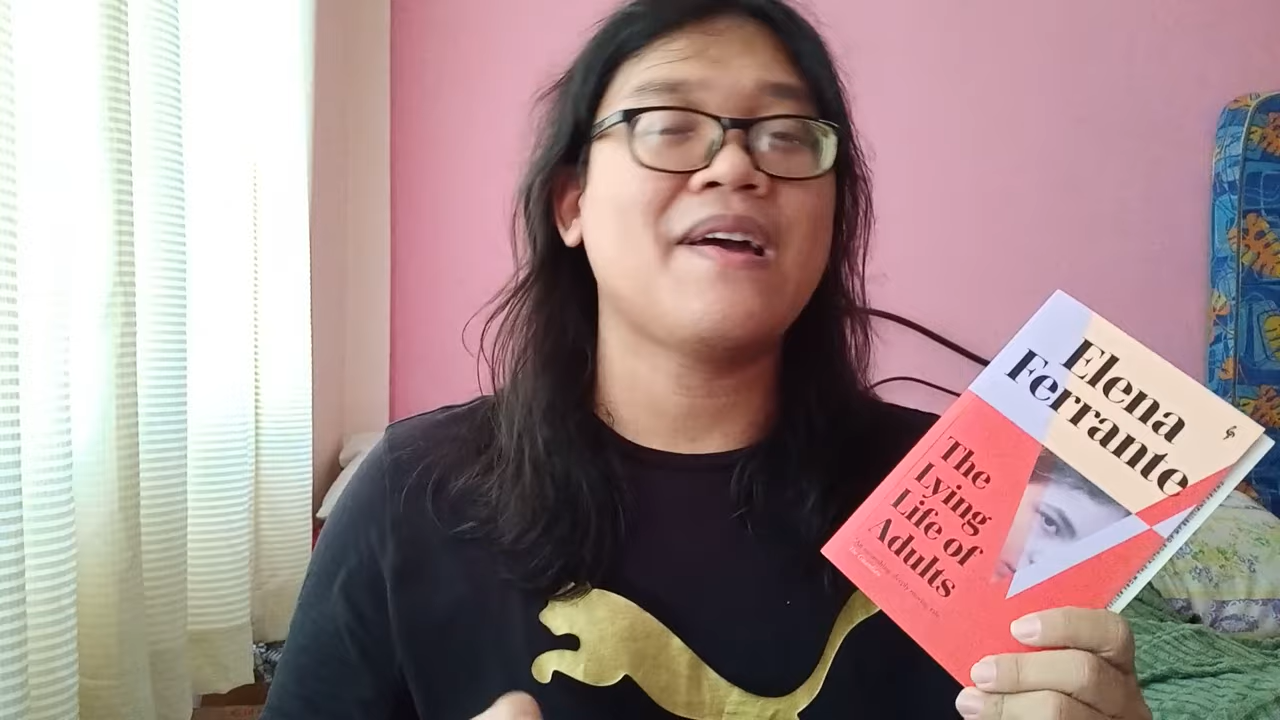 Elena
Ferrante
The
Lying
Life of
Adults